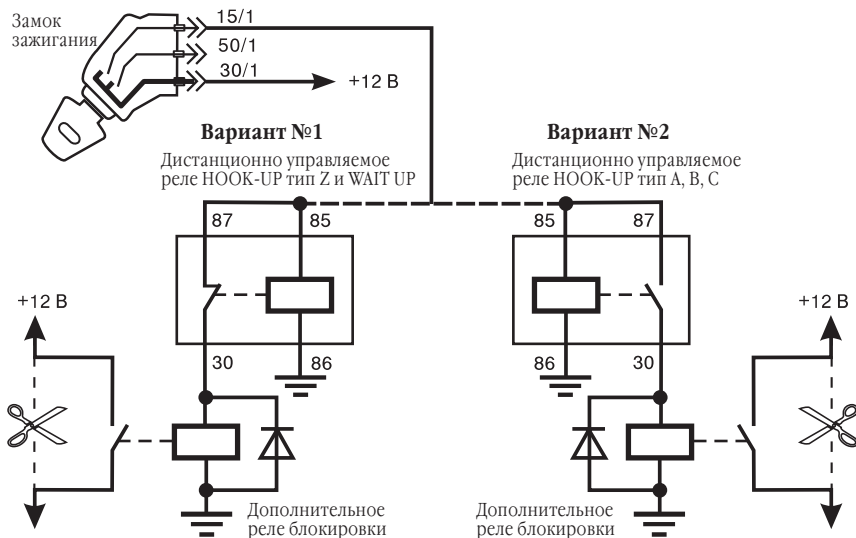 Замок
зажигания
15/1
50/1
30/1
+12 В
Вариант №1
Дистанционно управляемое
реле HOOK-UP тип Z и WAIT UP
Вариант №2
Дистанционно управляемое
реле HOOK-UP тип A, B, C
87
85
85
87
+12 В
+12 В
30
86
86
30
Дополнительное
реле блокировки
Дополнительное
реле блокировки